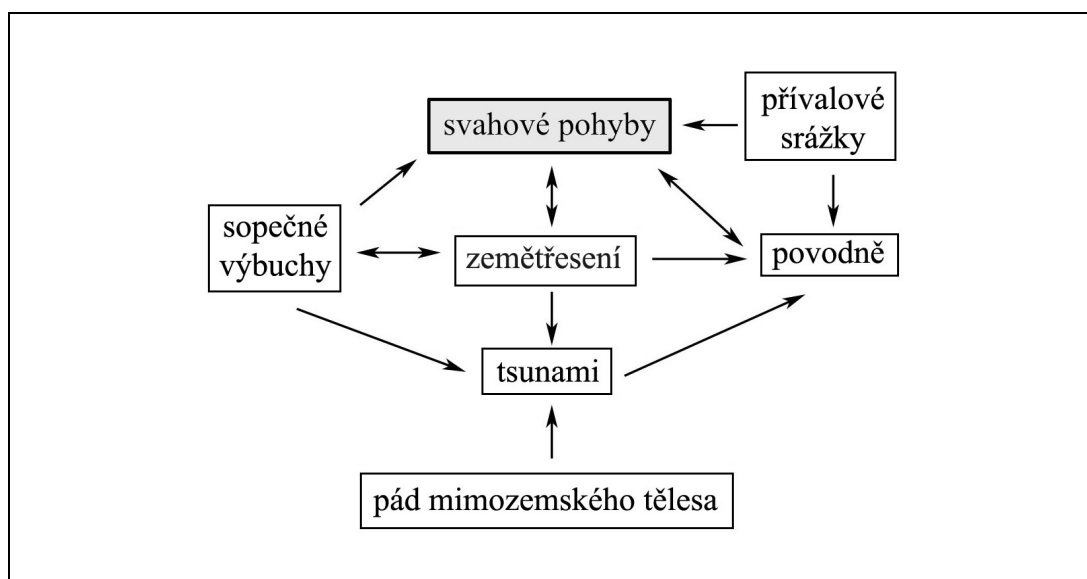 přívalové
srážky
svahové pohyby
sopečné
výbuchy
zemětřesení
povodně
tsunami
pád mimozemského tělesa